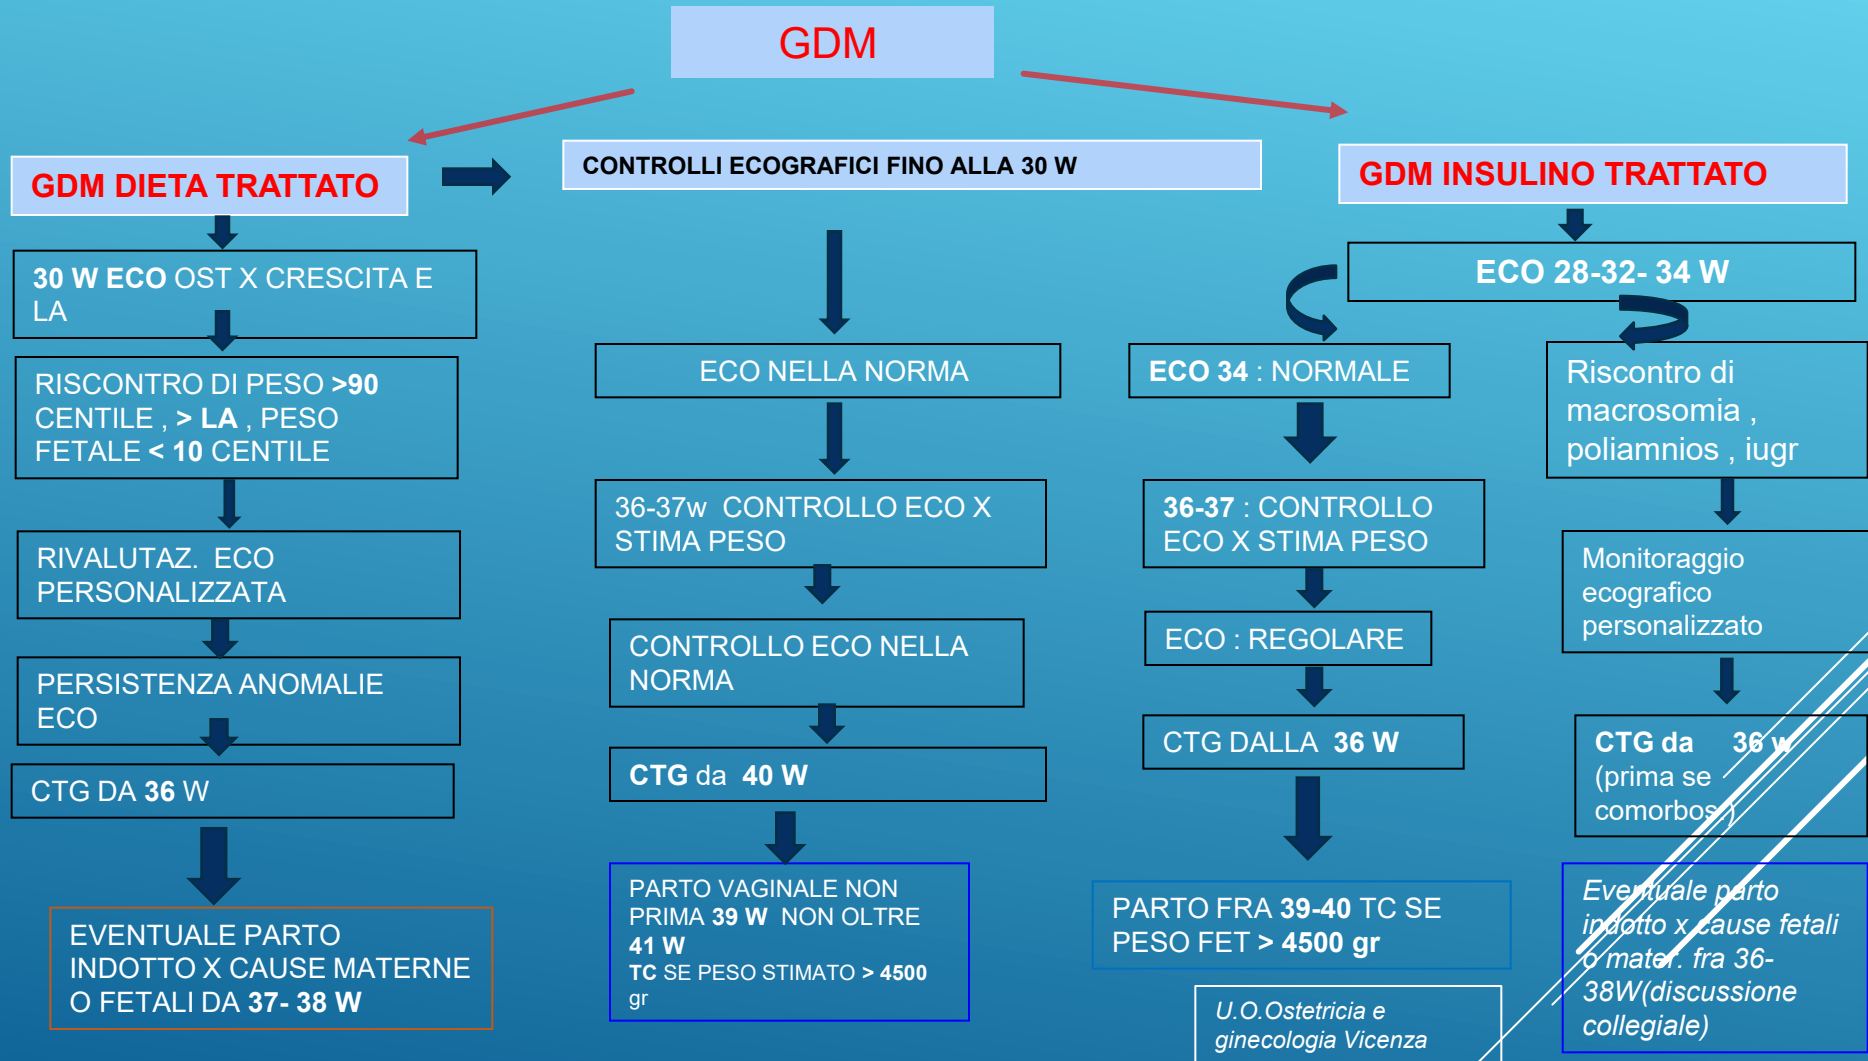 GDM
GDM DIETA TRATTATO
CONTROLLI ECOGRAFICI FINO ALLA 30 W
GDM INSULINO TRATTATO
30 W ECO OST X CRESCITA E
LA
RISCONTRO DI PESO >90
CENTILE , > LA , PESO
FETALE < 10 CENTILE
RIVALUTAZ. ECO
PERSONALIZZATA
PERSISTENZA ANOMALIE
ECO
CTG DA 36 W
EVENTUALE PARTO
INDOTTO X CAUSE MATERNE
O FETALI DA 37- 38 W
ECO NELLA NORMA
36-37w CONTROLLO ECO X
STIMA PESO
CONTROLLO ECO NELLA
NORMA
CTG da 40 W
PARTO VAGINALE NON
PRIMA 39 W NON OLTRE
41 W
TC SE PESO STIMATO > 4500
gr
ECO 28-32- 34 W
ECO 34 : NORMALE
36-37 : CONTROLLO
ECO X STIMA PESO
ECO : REGOLARE
CTG DALLA 36 W
PARTO FRA 39-40 TC SE
PESO FET > 4500 gr
Riscontro di
macrosomia ,
poliamnios , iugr
Monitoraggio
ecografico
personalizzato
CTG da 36 w
(prima se
comorbos.)
Eventuale parto
indotto x cause fetali
o mater. fra 36-
38W(discussione
collegiale)
U.O.Ostetricia e
ginecologia Vicenza